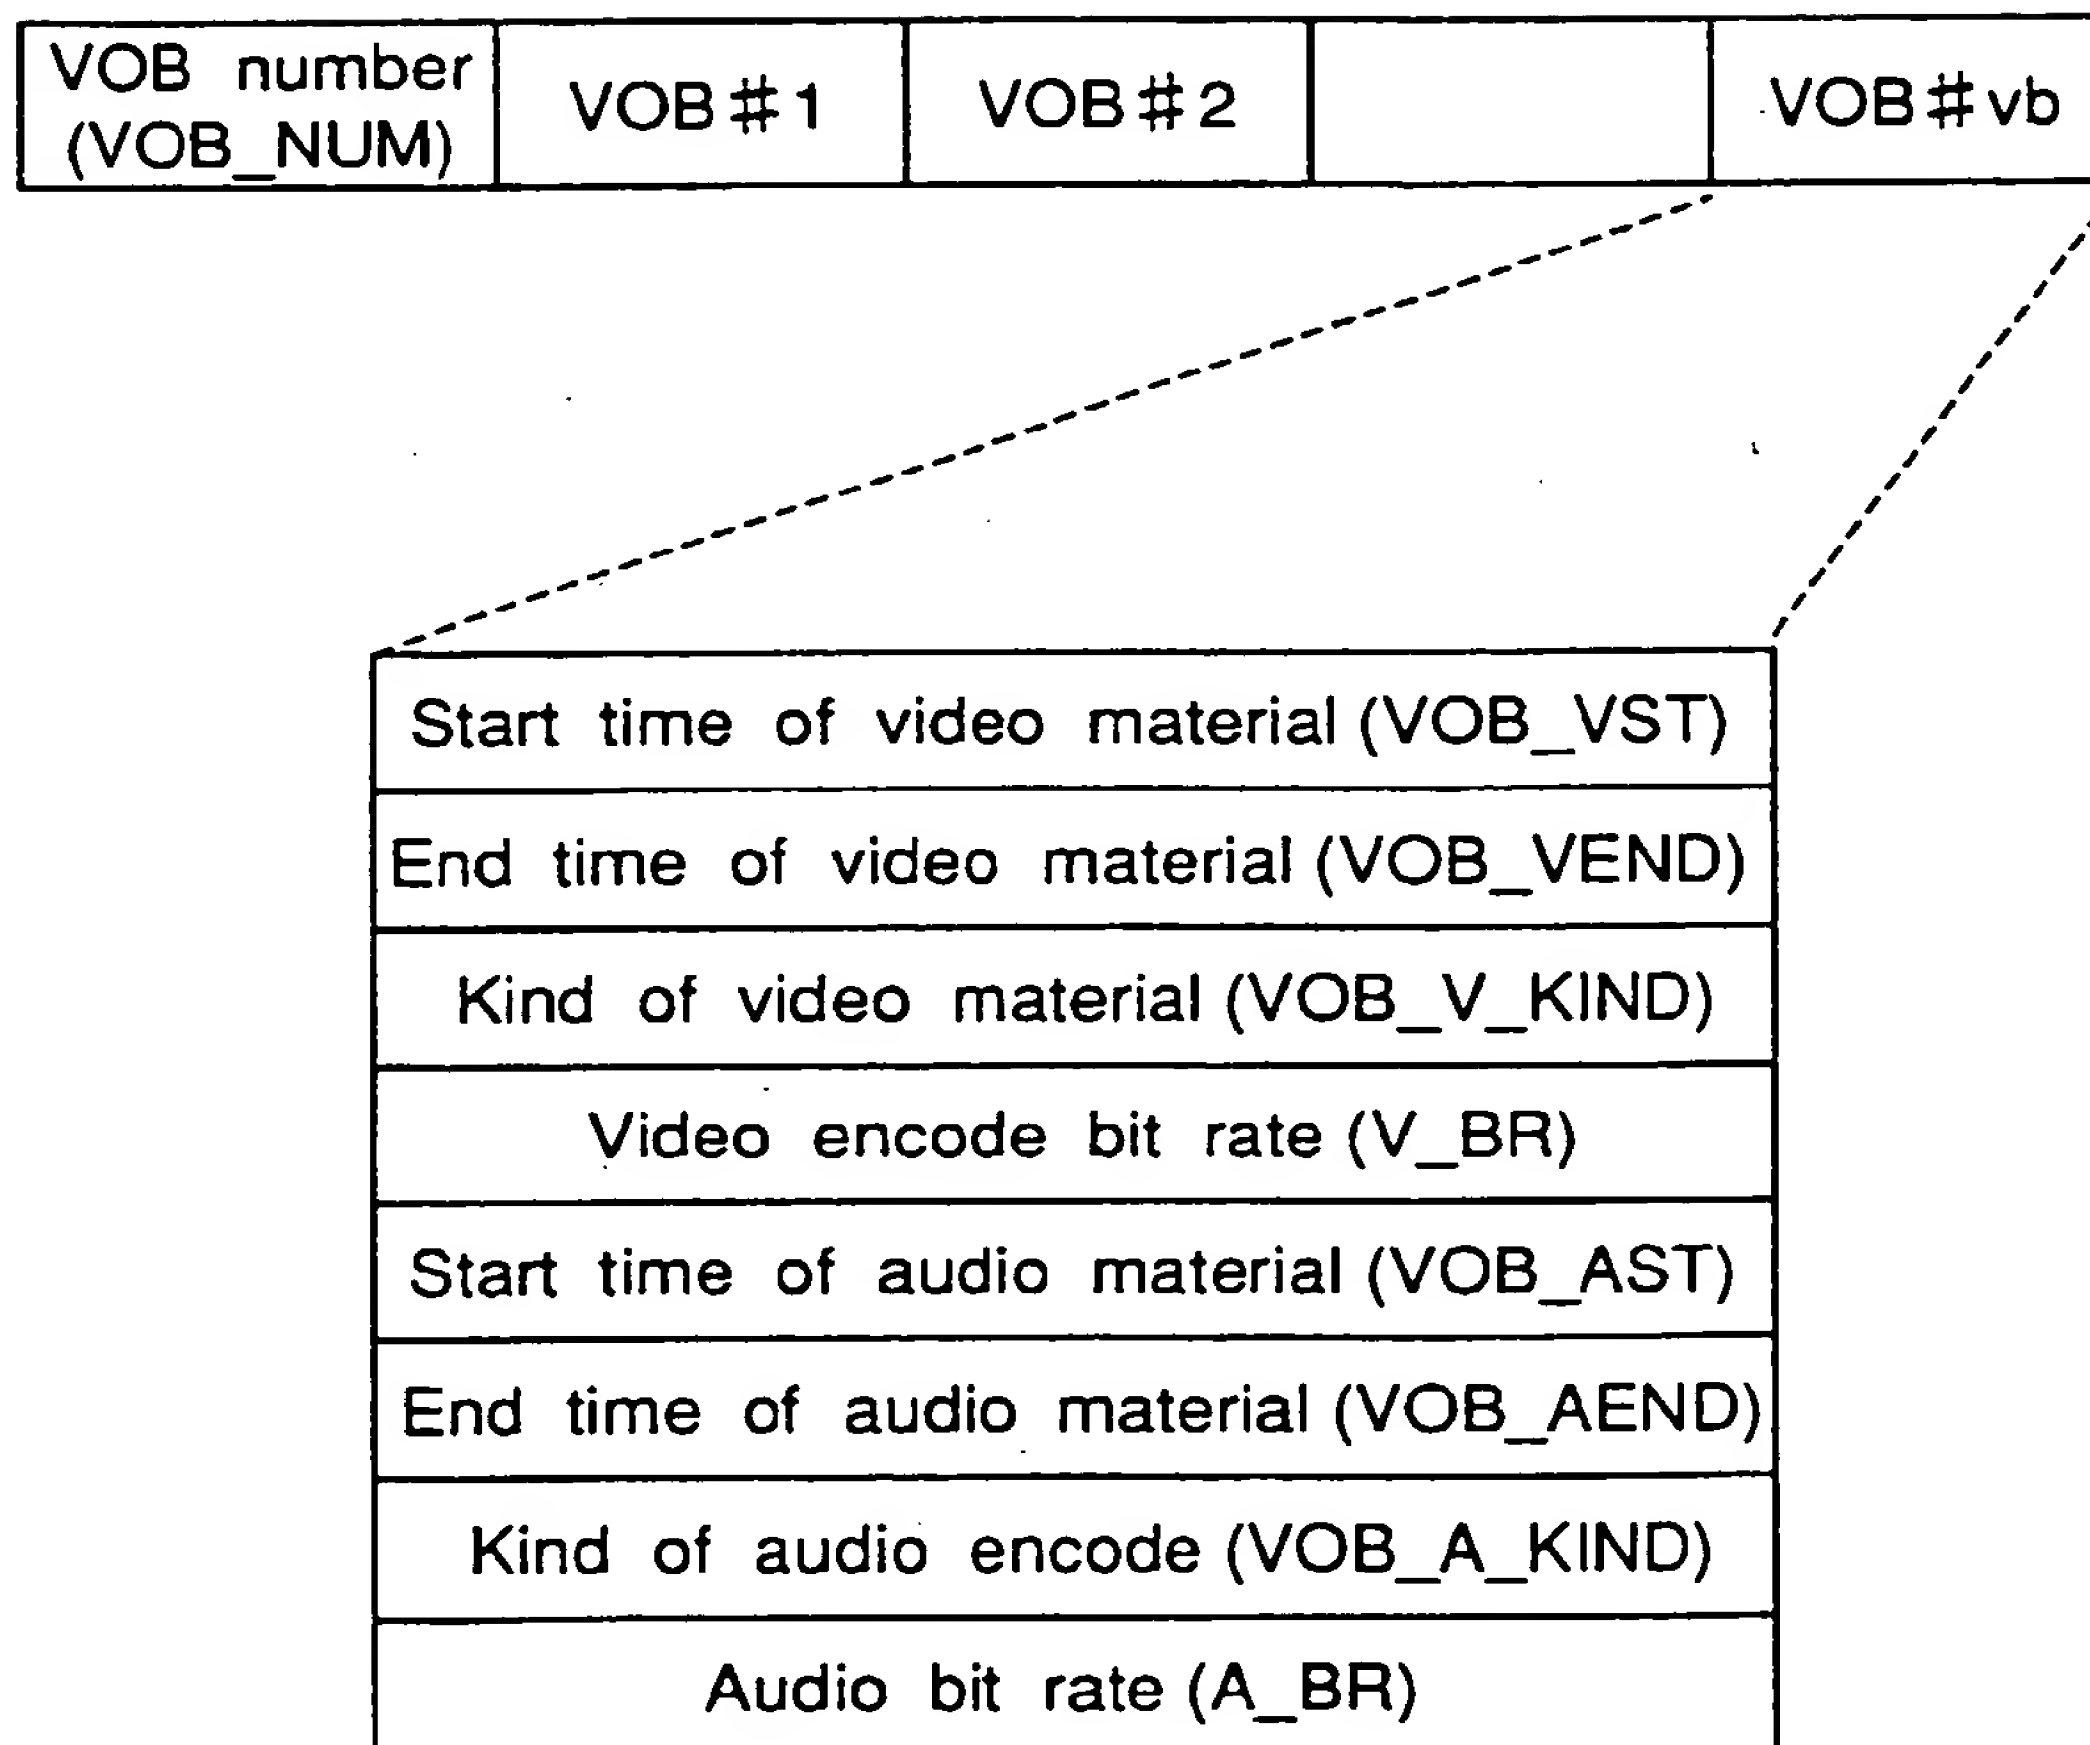 VOB number
(VOB_NUM)
VOB#1
VOB#2
VOB#vb
Start time of video material (VOB_VST)
End time of video material (VOB_VEND)
Kind of video material (VOB_V_KIND)
Video encode bit rate (V_BR)
Start time of audio material (VOB_AST)
End time of audio material (VOB_AEND)
Kind of audio encode (VOB_A_KIND)
Audio bit rate (A_BR)